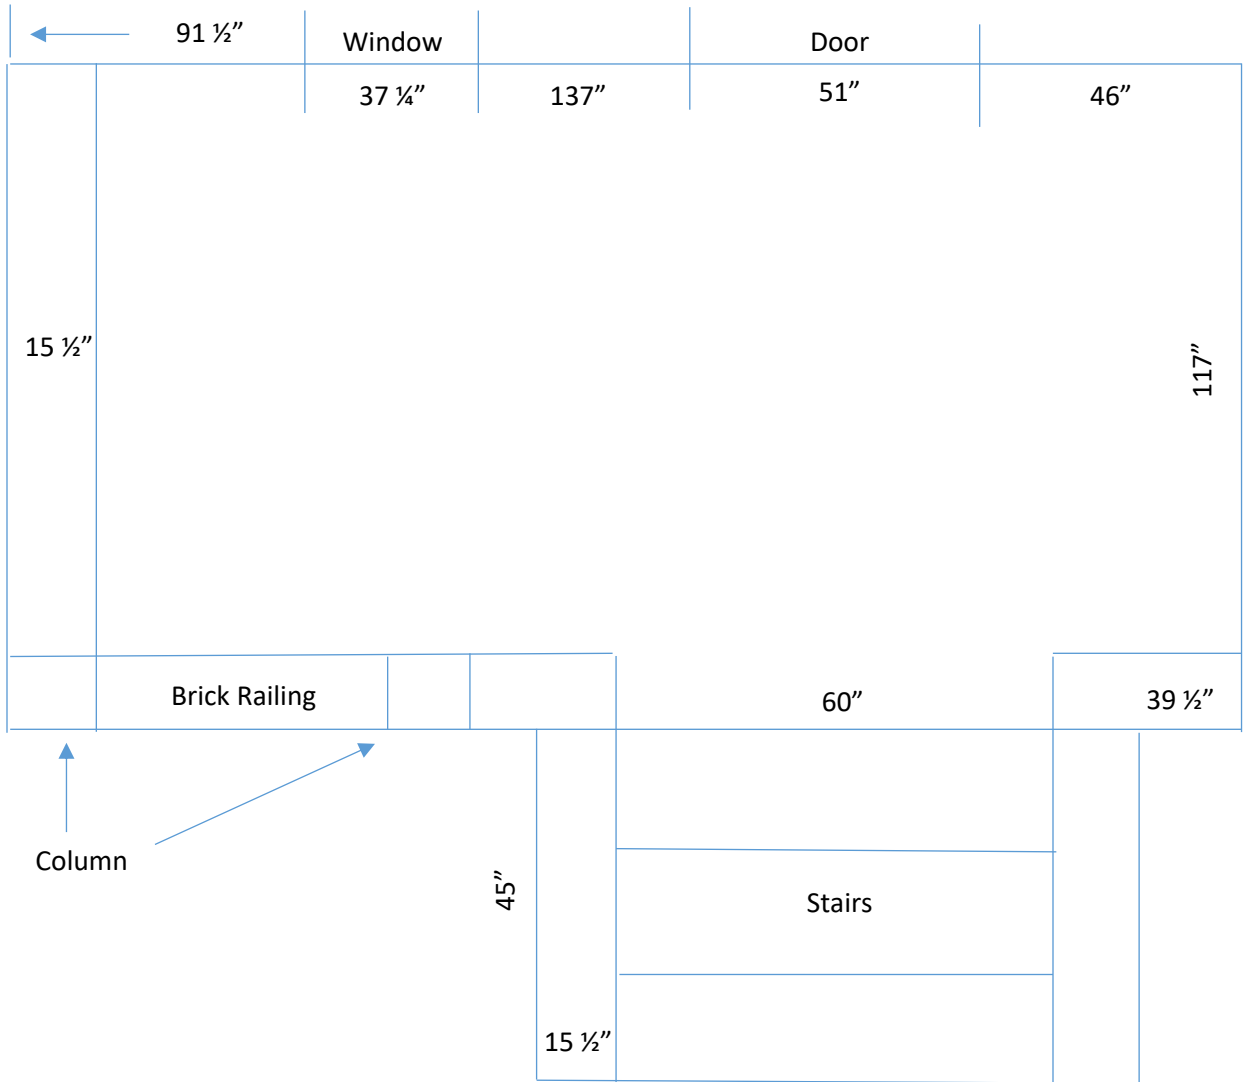 91 ½”
Window
Door
37 ¼”
137”
51”
46”
15 ½”
117”
Brick Railing
60”
39 ½”
Column
45”
Stairs
15 ½”